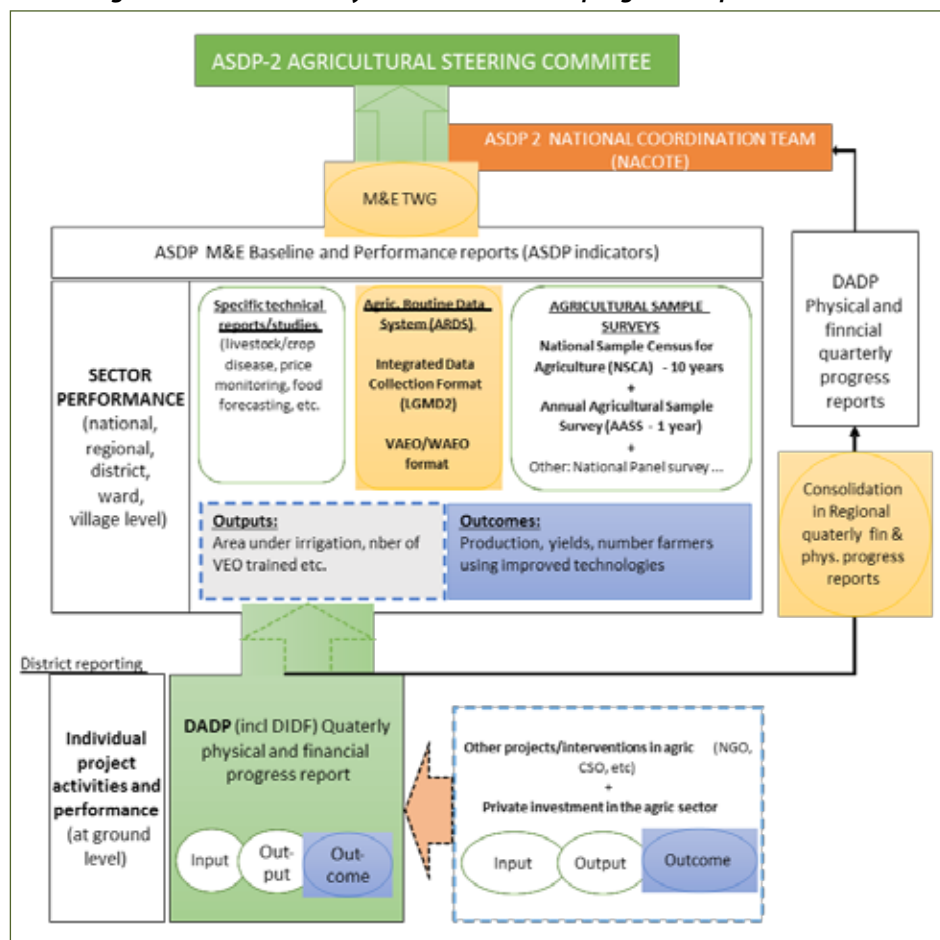 ASDP-2 AGRICULTURAL STEERING COMMITEE
ASDP 2 NATIONAL COORDINATION TEAM
(NACOTE)
M&E TWG
ASDP M&E Baseline and Performance reports (ASDP indicators)
SECTOR
PERFORMANCE
(national,
regional,
district,
ward,
village level)
Specific technical
reports/studies
(livestock/crop
disease, price
monitoring, food
forecasting, etc.
Agric. Routine Data
System (ARDS)
Integrated Data
Collection Format
(LGMD2)
VAEO/WAEO
format
AGRICULTURAL SAMPLE
SURVEYS
National Sample Census for
Agriculture (NSCA) - 10 years
+
Annual Agricultural Sample
Survey (AASS - 1 year)
+
Other: National Panel survey ...
Outputs:
Area under irrigation, nber of
VEO trained etc.
Outcomes:
Production, yields, number farmers
using improved technologies
DADP
Physical and
finncial
quarterly
progress
reports
Consolidation
in Regional
quaterly fin &
phys. progress
reports
District reporting
Individual
project
activities and
performance
(at ground
level)
DADP (incl DIDF) Quaterly
physical and financial
progress report
Input
Out-
put
Out-
come
Other projects/interventions in agric (NGO,
CSO, etc)
+
Private investment in the agric sector
Input
Output
Outcome